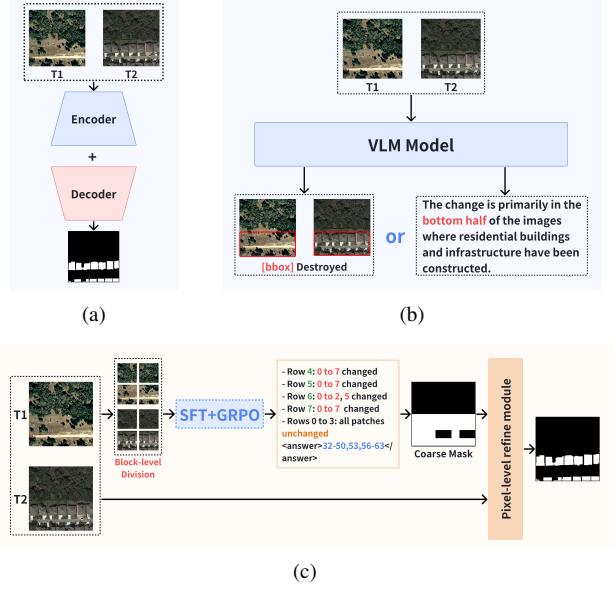 T1
T2
Encoder
+
Decoder
(a)
T1
T2
VLM Model
[bbox] Destroyed
or
The change is primarily in the
bottom half of the images
where residential buildings
and infrastructure have been
constructed.
(b)
T1
T2
Block-level
Division
SFT+GRPO
- Row 4: 0 to 7 changed
- Row 5: 0 to 7 changed
- Row 6: 0 to 2, 5 changed
- Row 7: 0 to 7 changed
- Rows 0 to 3: all patches
unchanged
<answer>32-50,53,56-63</
answer>
Coarse Mask
Pixel-level refine module
(c)